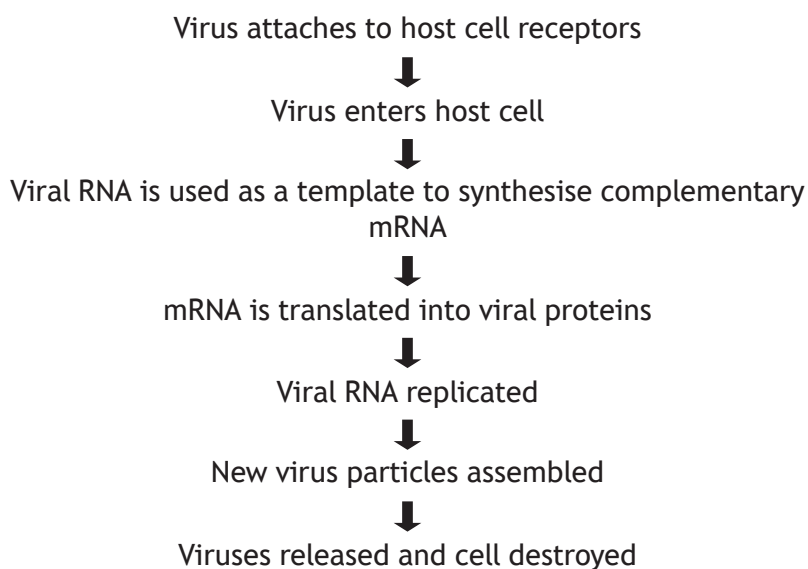 Virus attaches to host cell receptors
Virus enters host cell
Viral RNA is used as a template to synthesise complementary
mRNA
mRNA is translated into viral proteins
Viral RNA replicated
New virus particles assembled
Viruses released and cell destroyed